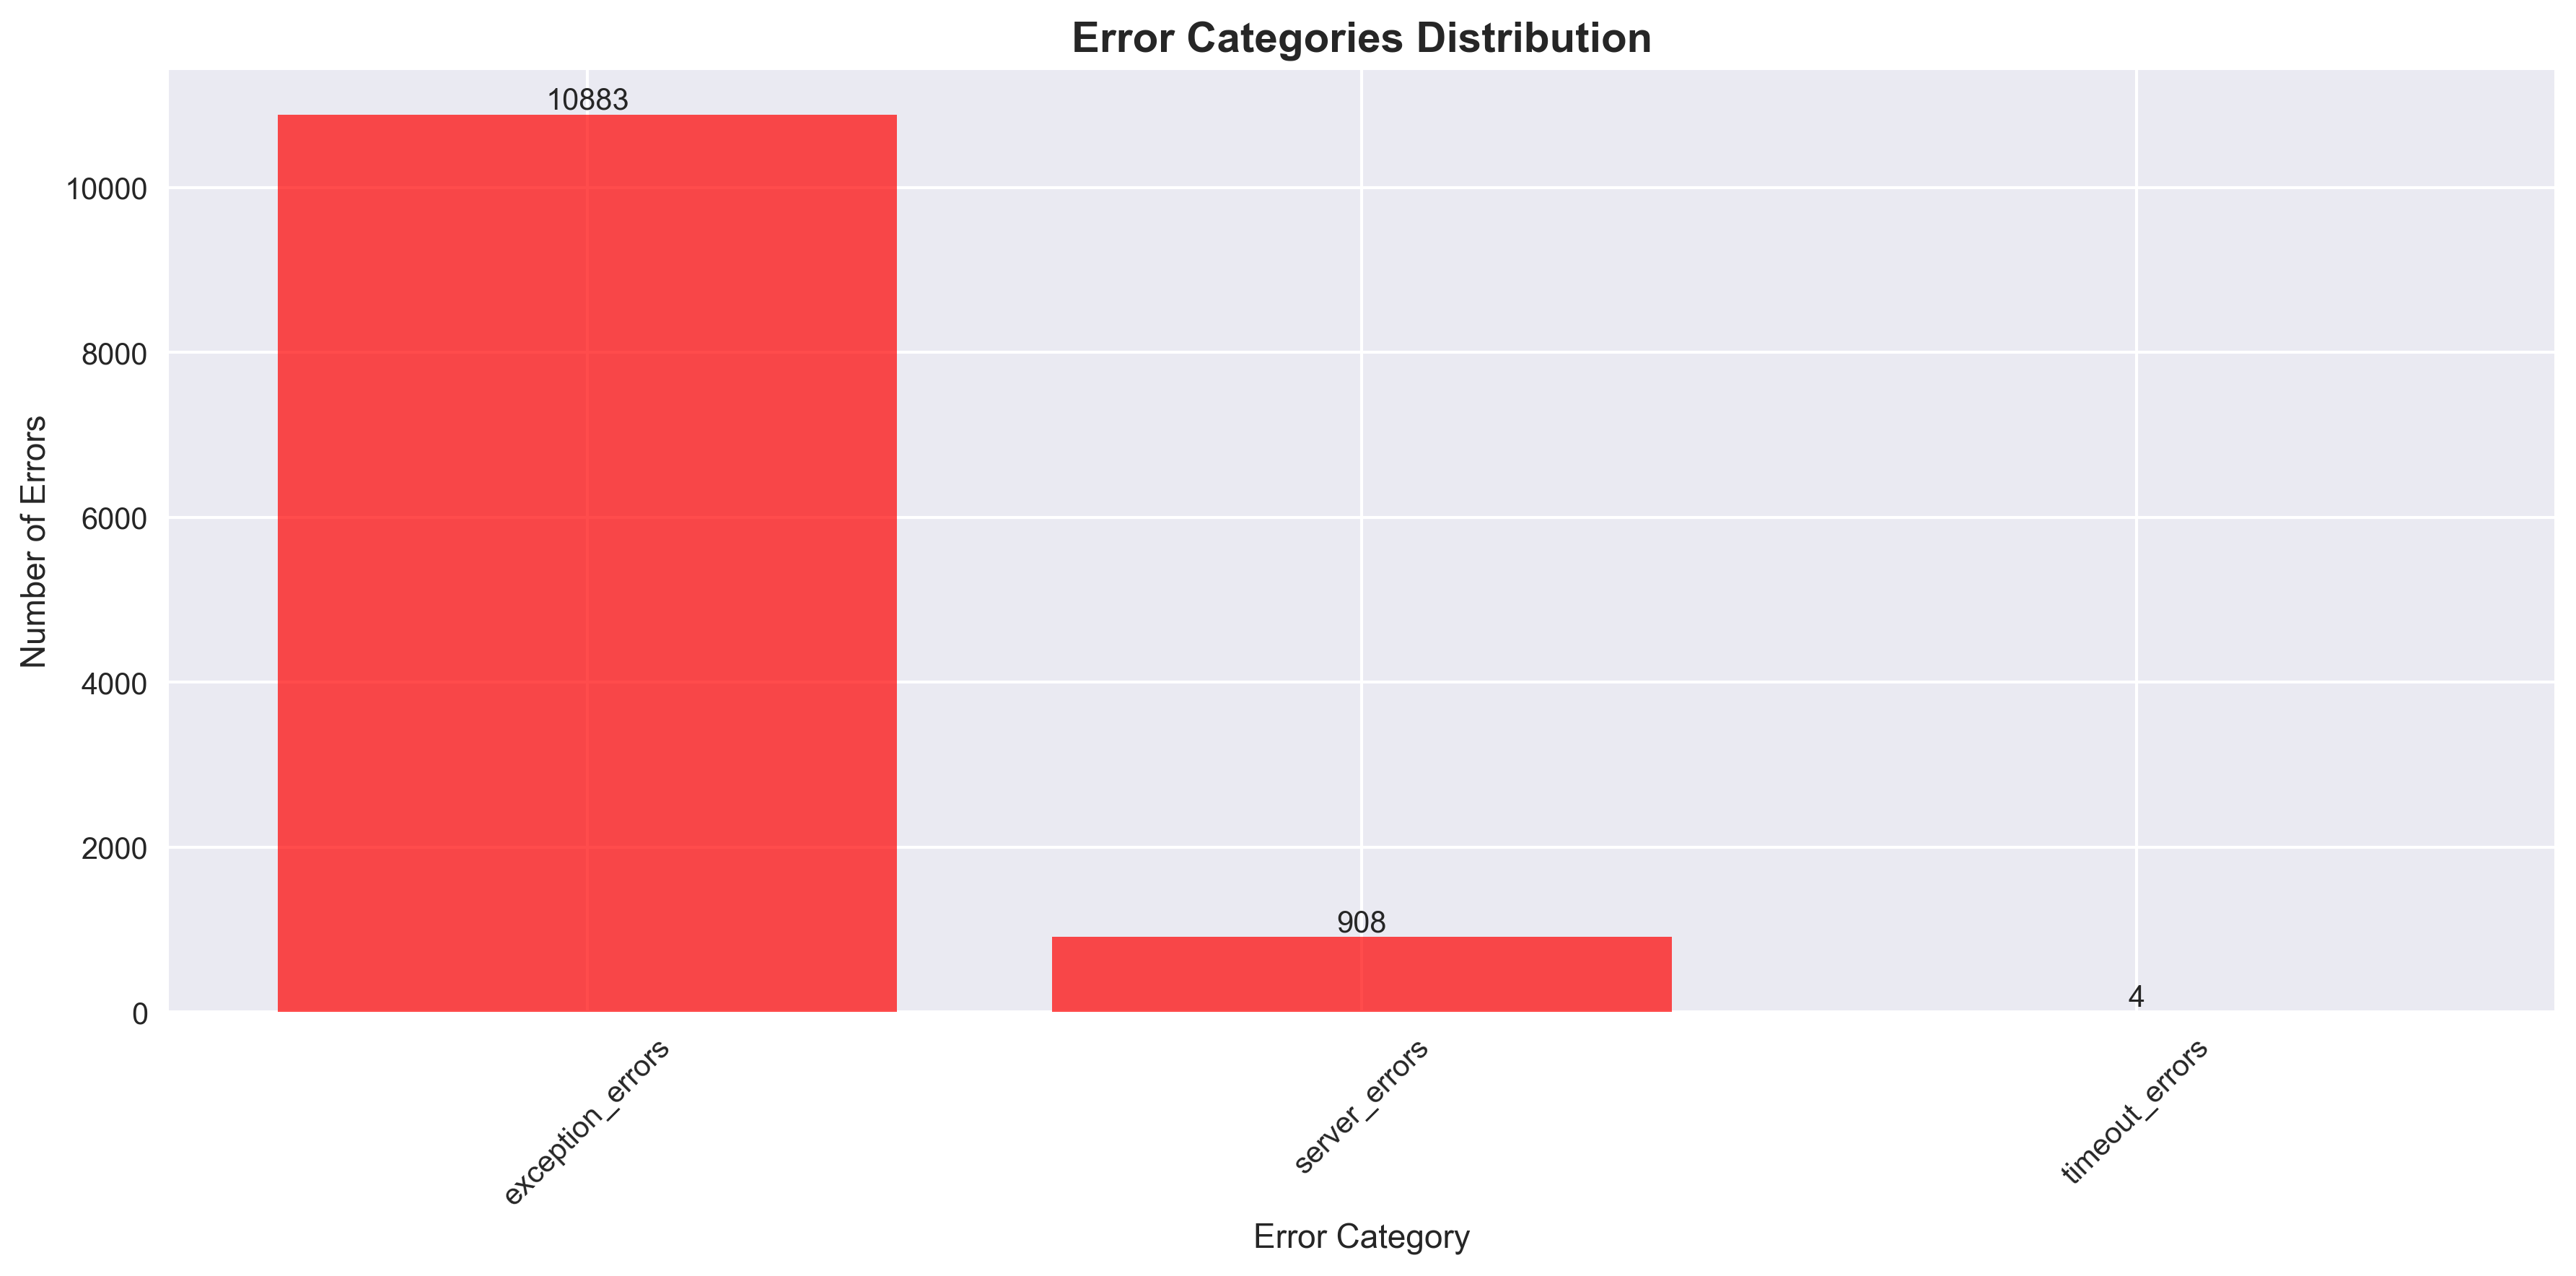 Error Categories Distribution
10883
10000
8000
6000
4000
2000
0
Number of Errors
908
4
exception_errors
server_errors
timeout_errors
Error Category